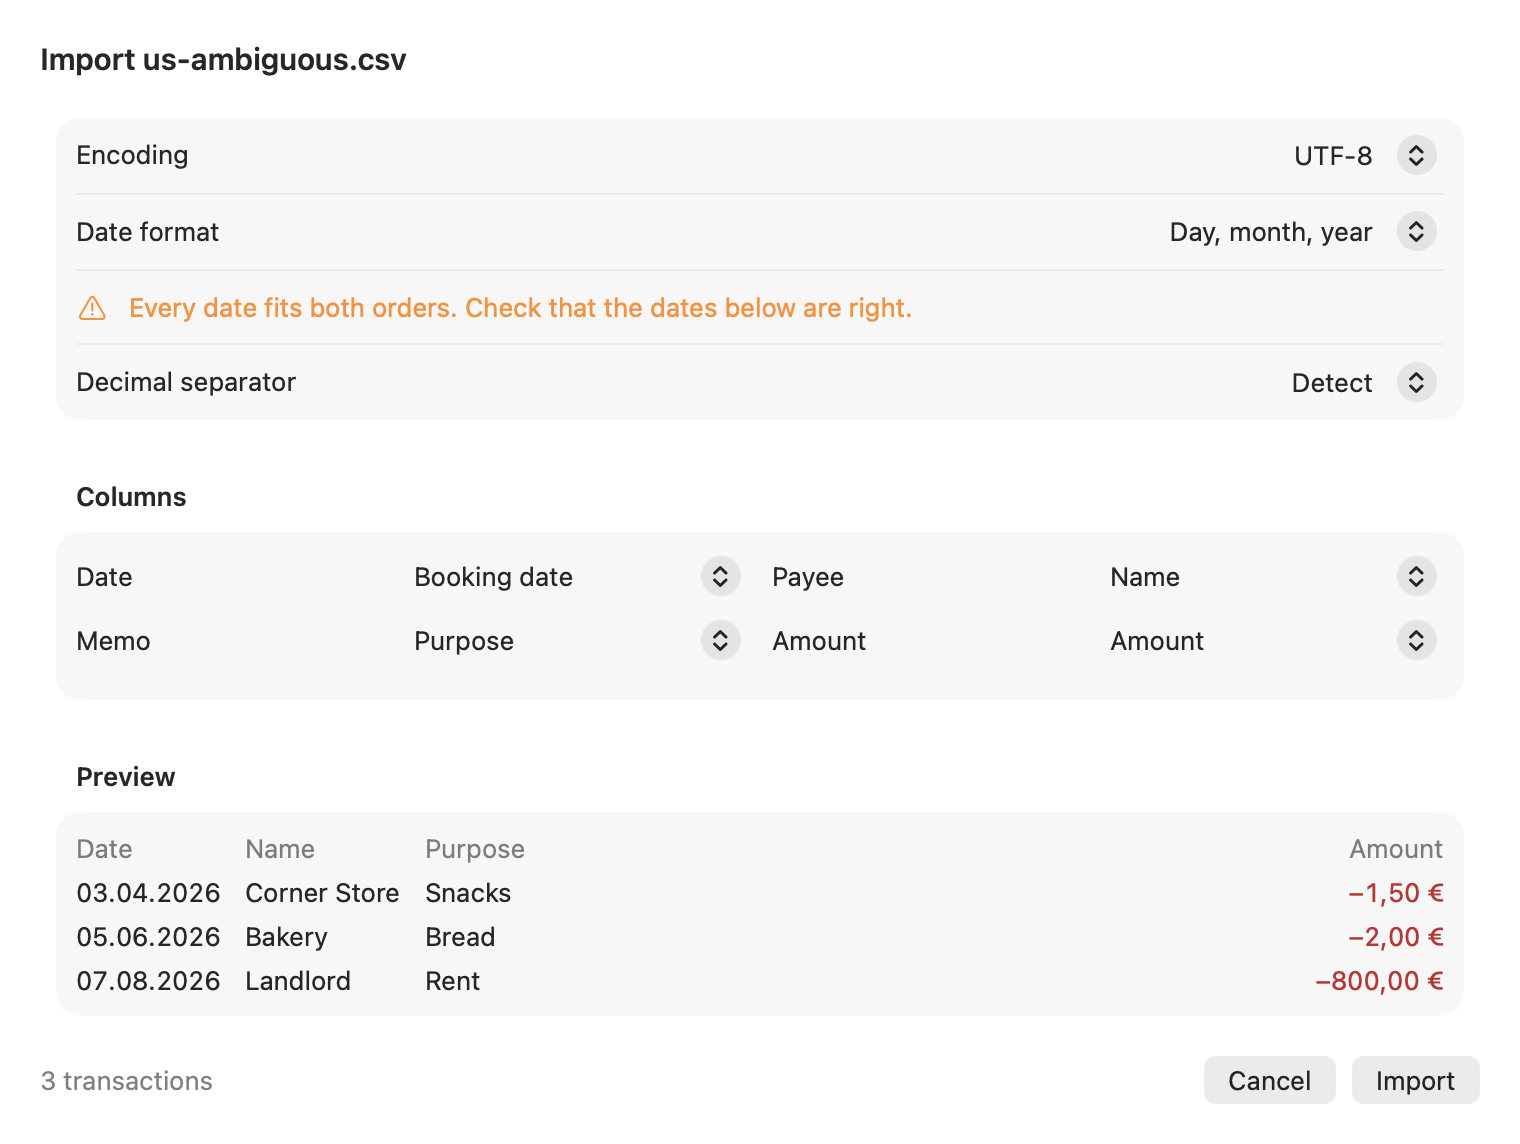 Import us-ambiguous.csv
Encoding UTF-8
Date format Day, month, year
Every date fits both orders. Check that the dates below are right.
Decimal separator Detect
Columns
Date Booking date Payee Name
Memo Purpose Amount Amount
Preview
Date Name Purpose Amount
03.04.2026 Corner Store Snacks −1,50 €
05.06.2026 Bakery Bread −2,00 €
07.08.2026 Landlord Rent −800,00 €
3 transactions Cancel Import